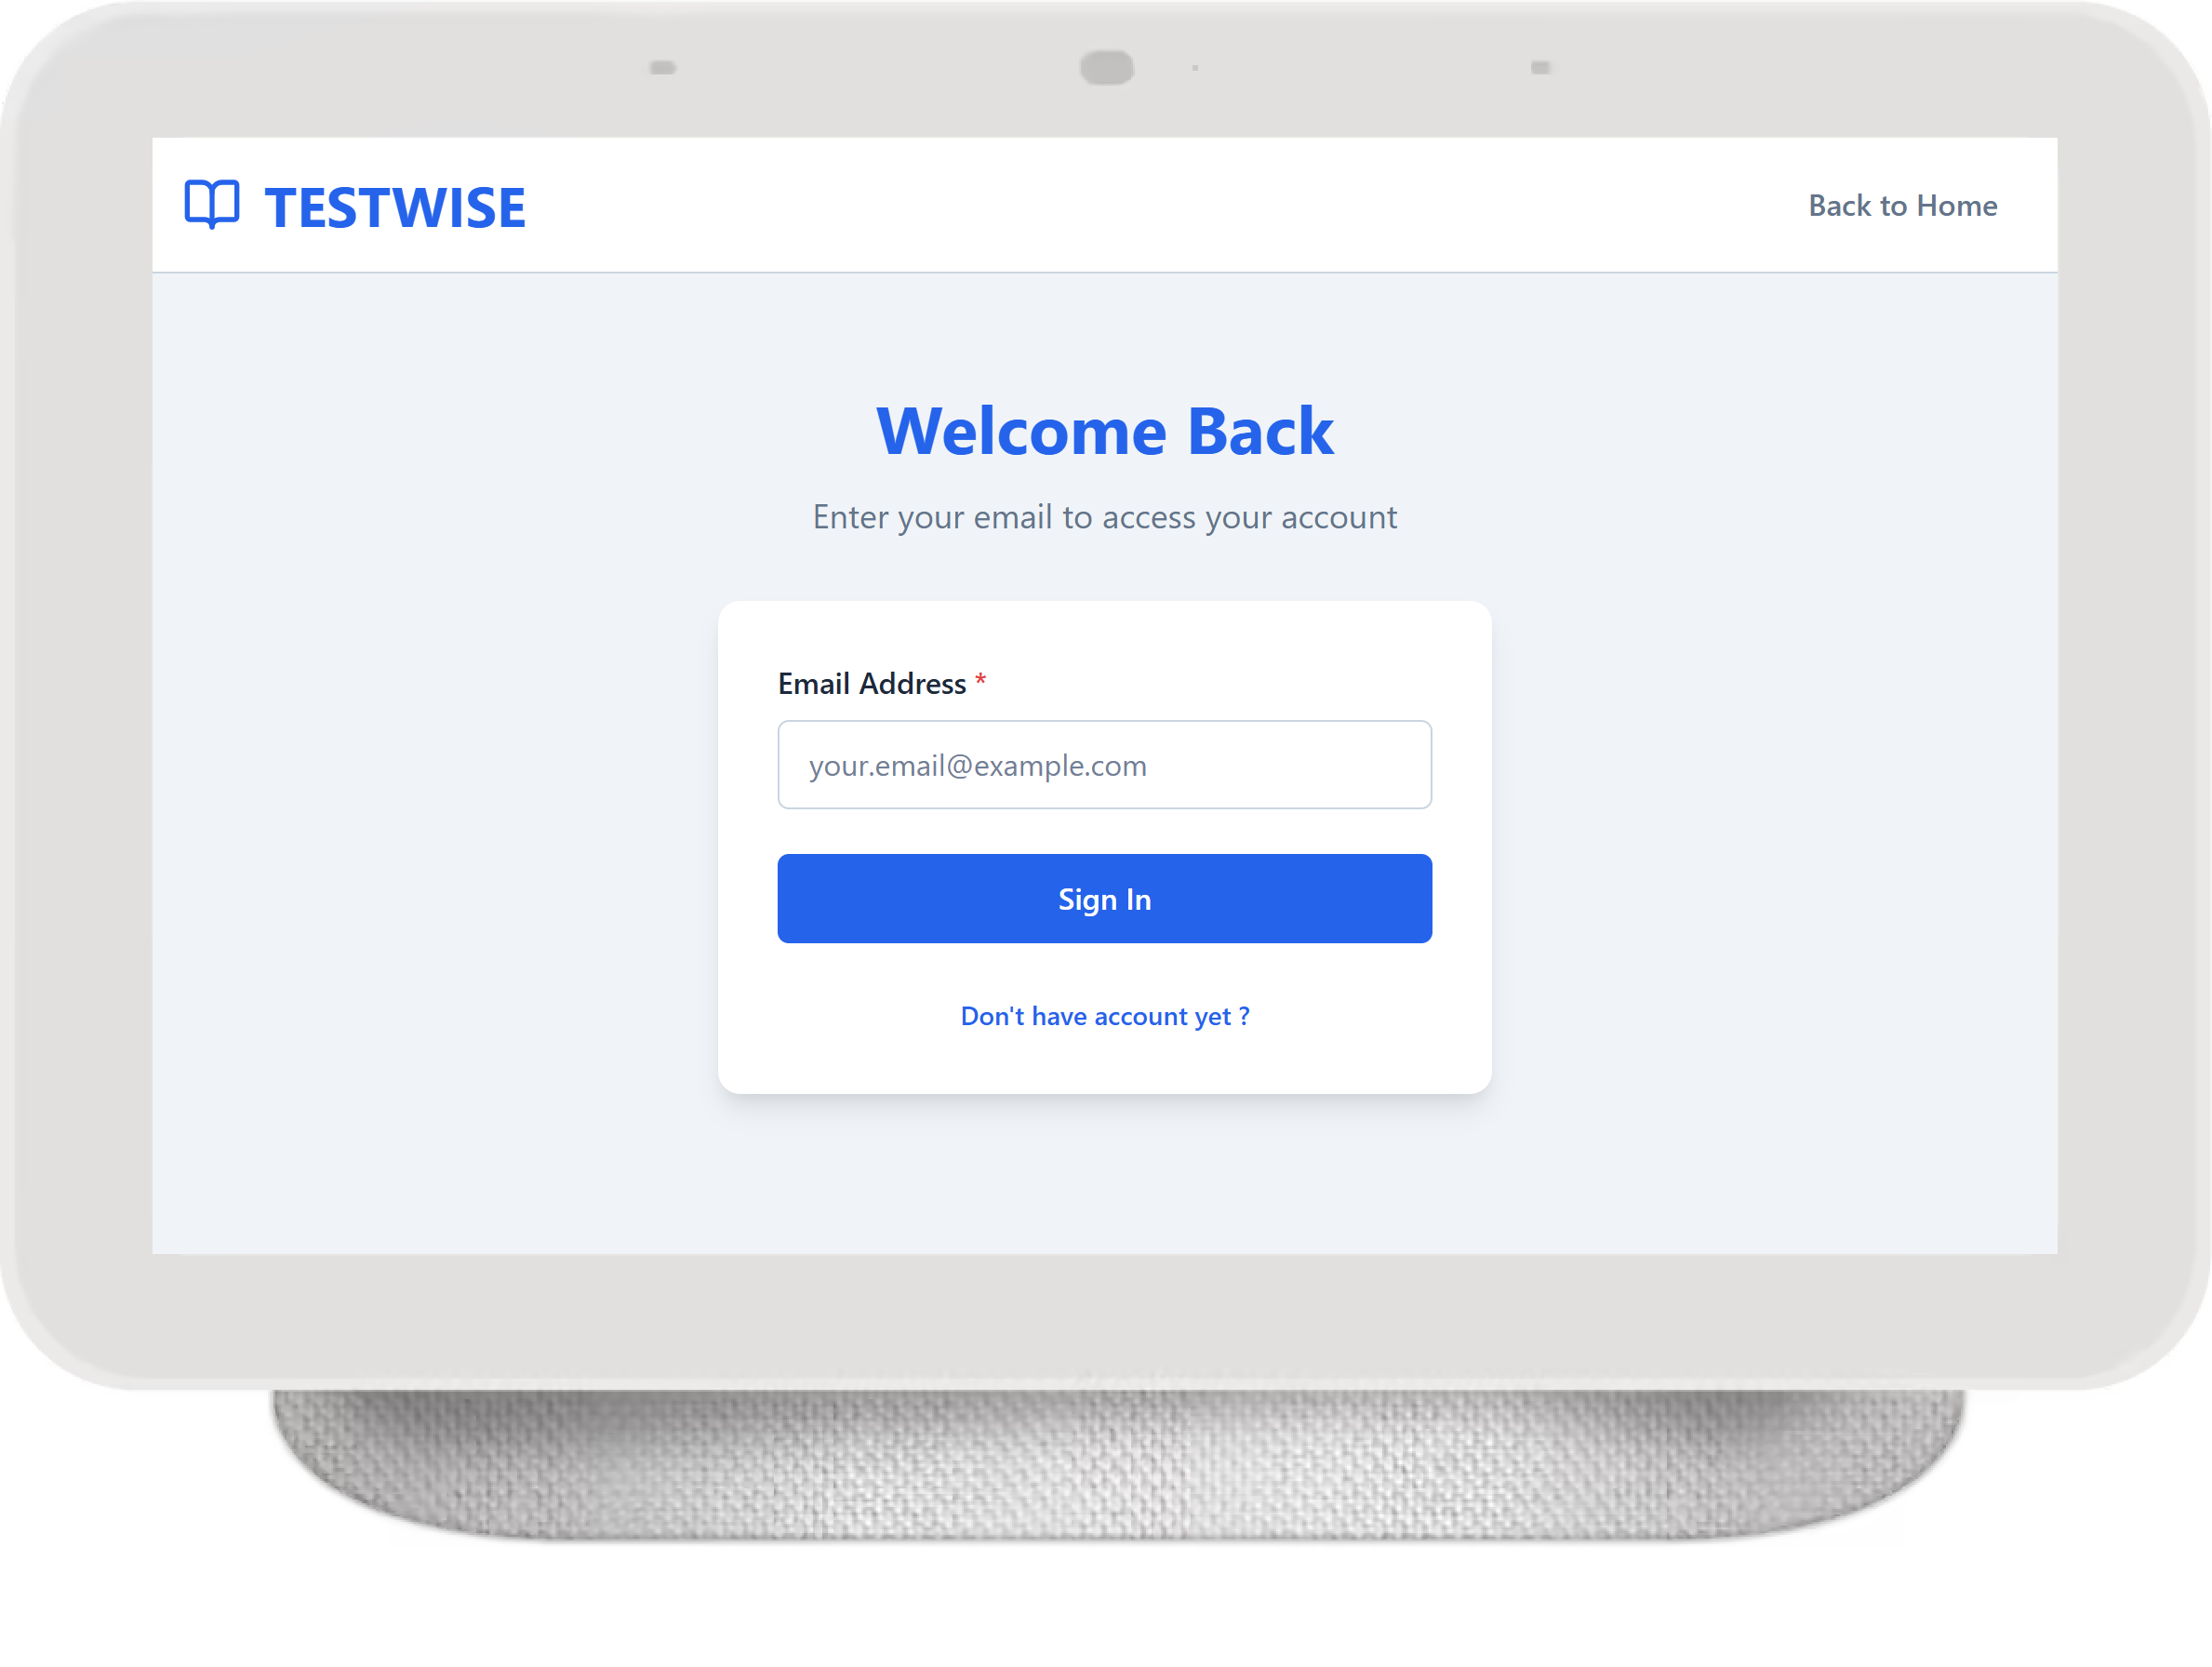 TESTWISE
Back to Home
Welcome Back
Enter your email to access your account
Email Address *
your.email@example.com
Sign In
Don't have account yet ?